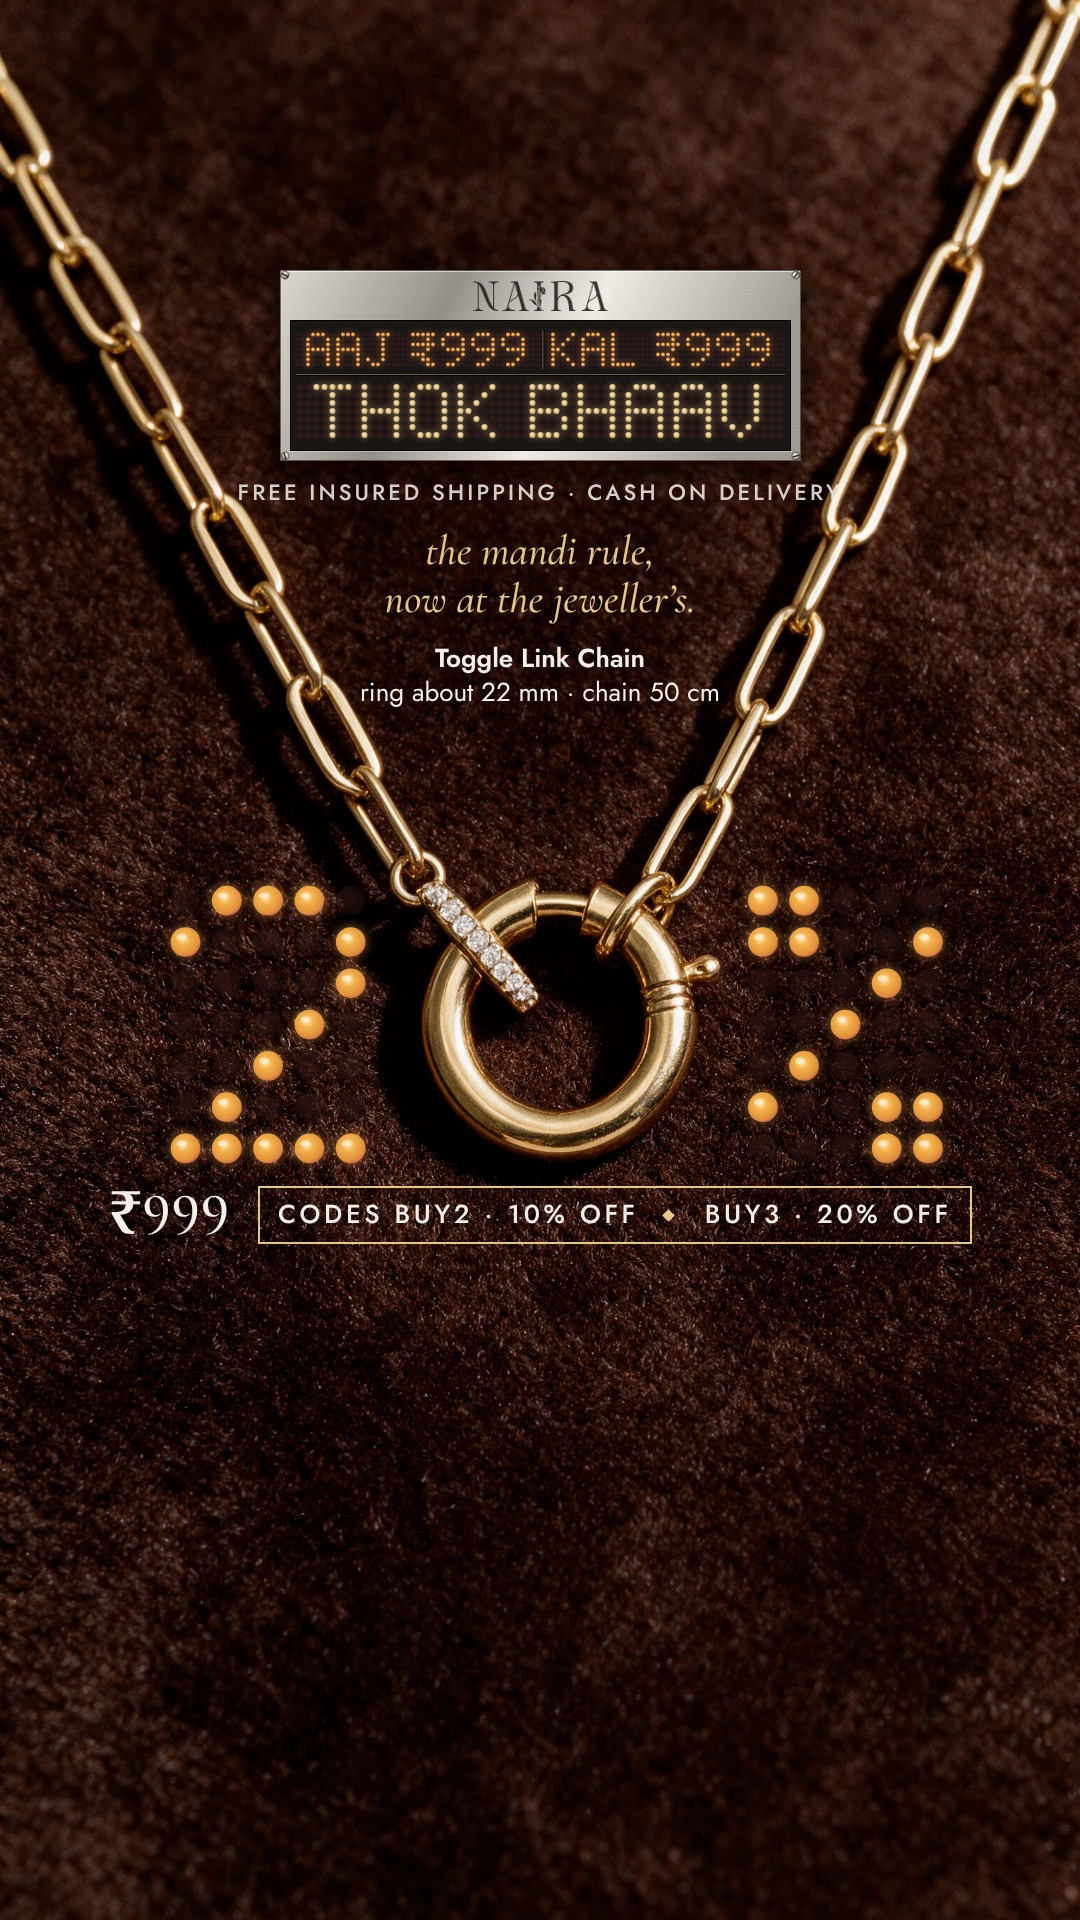 NAIRA
AAJ ₹999 KAL ₹999
THOK BHAAV
FREE INSURED SHIPPING · CASH ON DELIVERY
the mandi rule,
now at the jeweller's.
Toggle Link Chain
ring about 22 mm · chain 50 cm
2 %
₹999 CODES BUY2 · 10% OFF ◆ BUY3 · 20% OFF